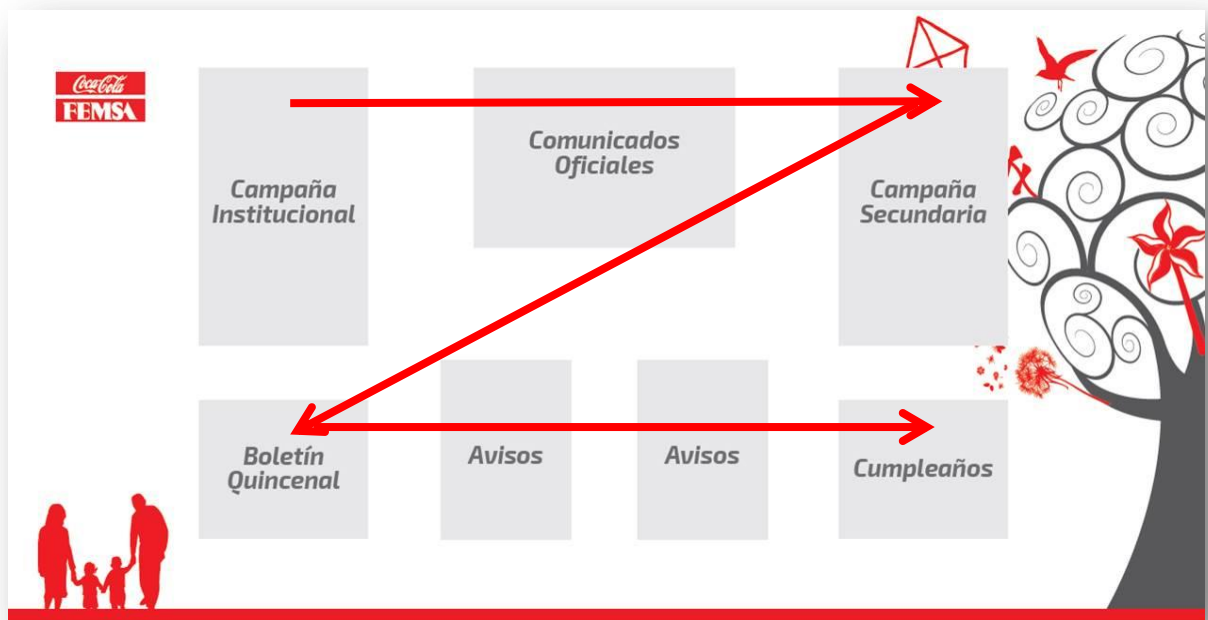 Coca-Cola
FEMSA
Comunicados
Oficiales
Campaña
Institucional
Campaña
Secundaria
Boletín
Quincenal
Avisos
Avisos
Cumpleaños